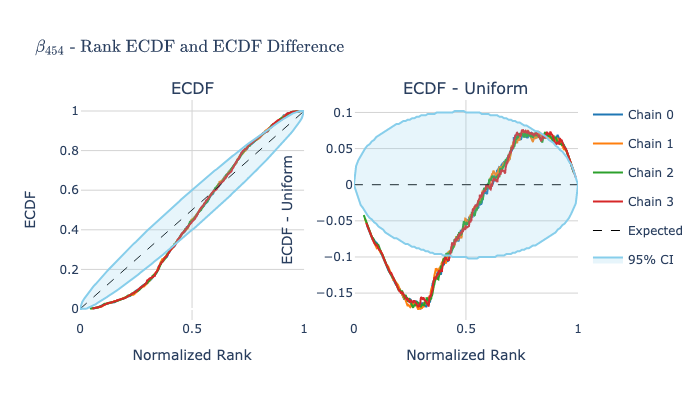 β454 - Rank ECDF and ECDF Difference
ECDF
ECDF - Uniform
ECDF
1
0.8
0.6
0.4
0.2
0
0
0.5
1
Normalized Rank
ECDF - Uniform
0.1
0.05
0
−0.05
−0.1
−0.15
0
0.5
1
Normalized Rank
Chain 0
Chain 1
Chain 2
Chain 3
Expected
95% CI